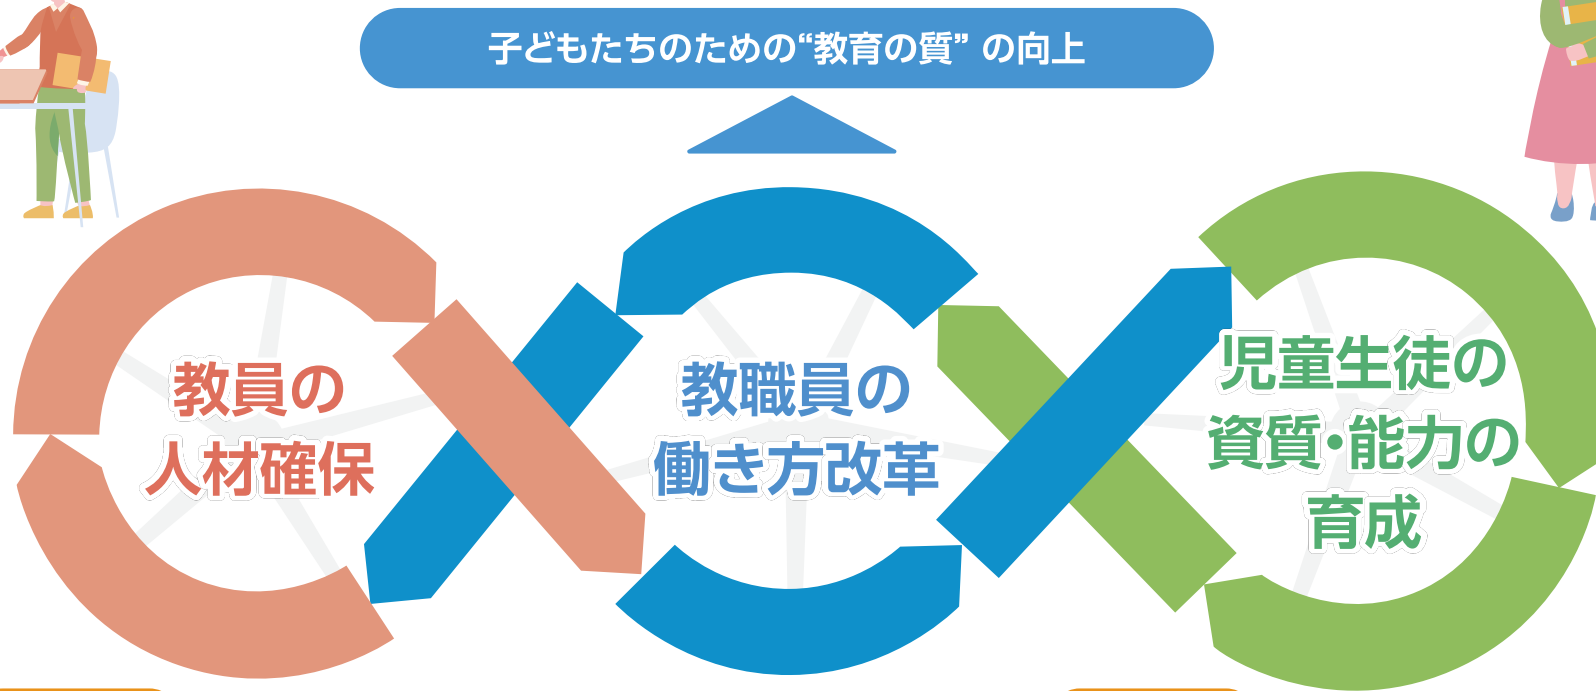 子どもたちのための“教育の質” の向上
教員の
人材確保
教職員の
働き方改革
児童生徒の
資質・能力の
育成